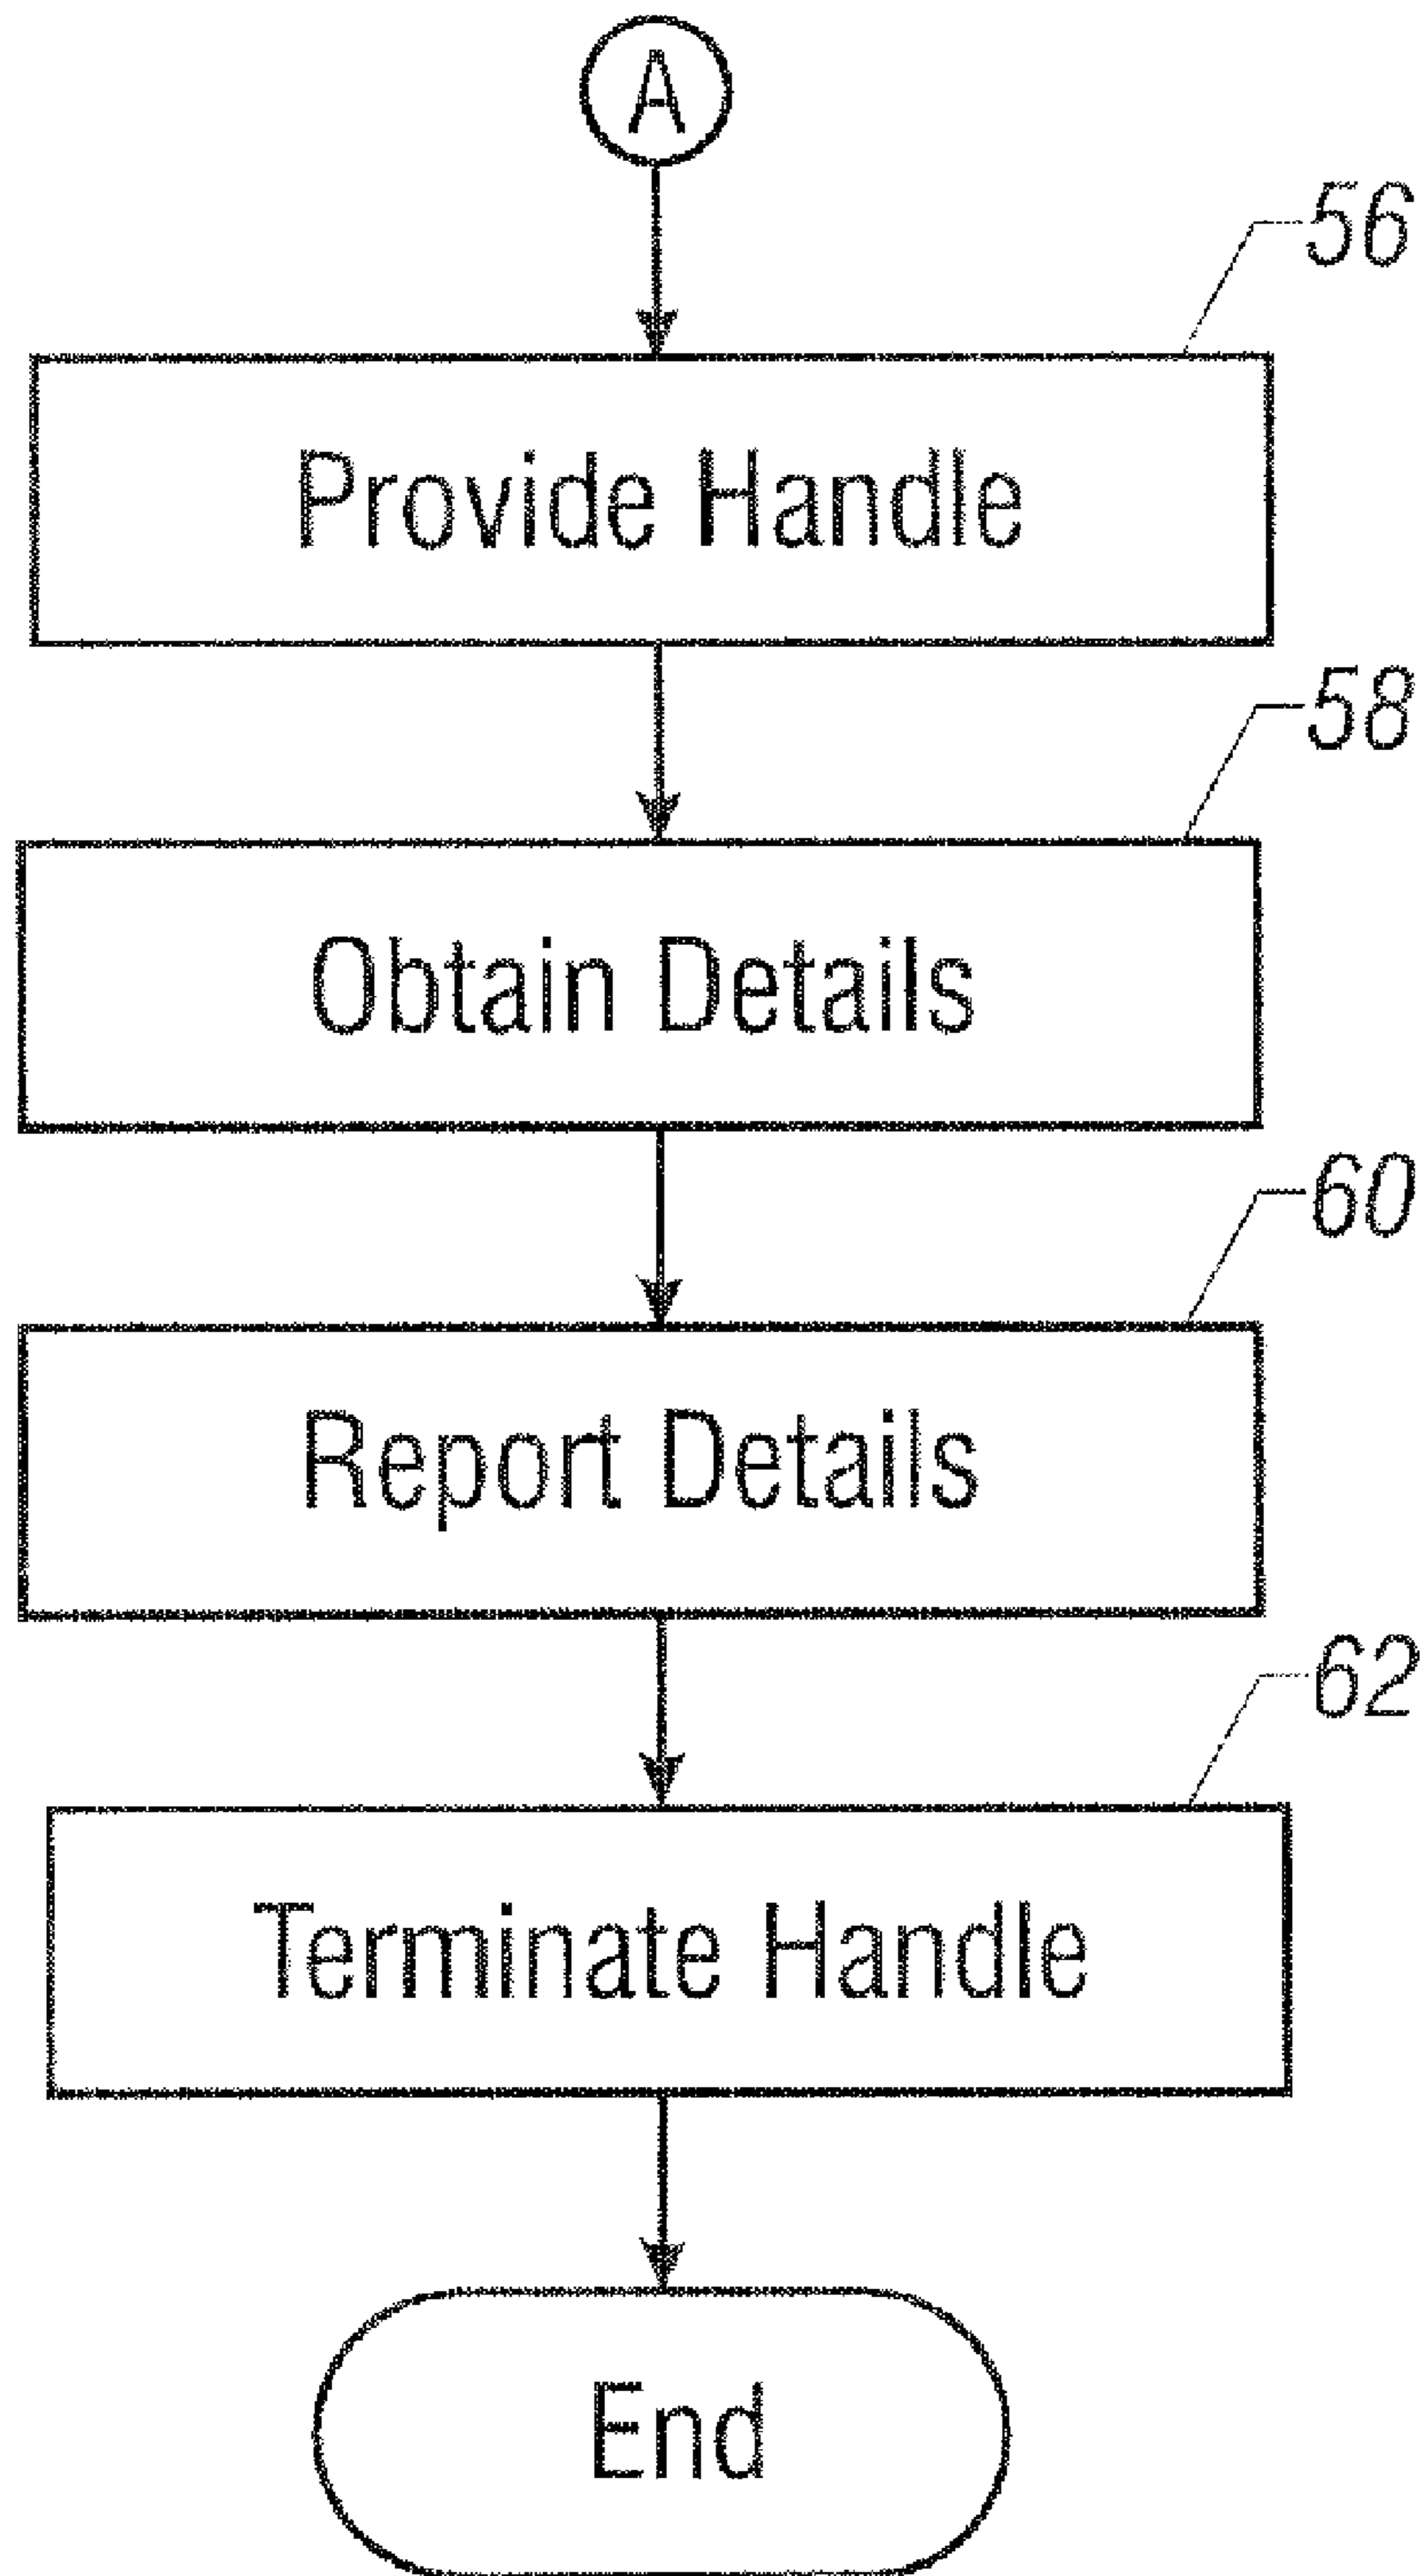 A
56
Provide Handle
58
Obtain Details
60
Report Details
62
Terminate Handle
End